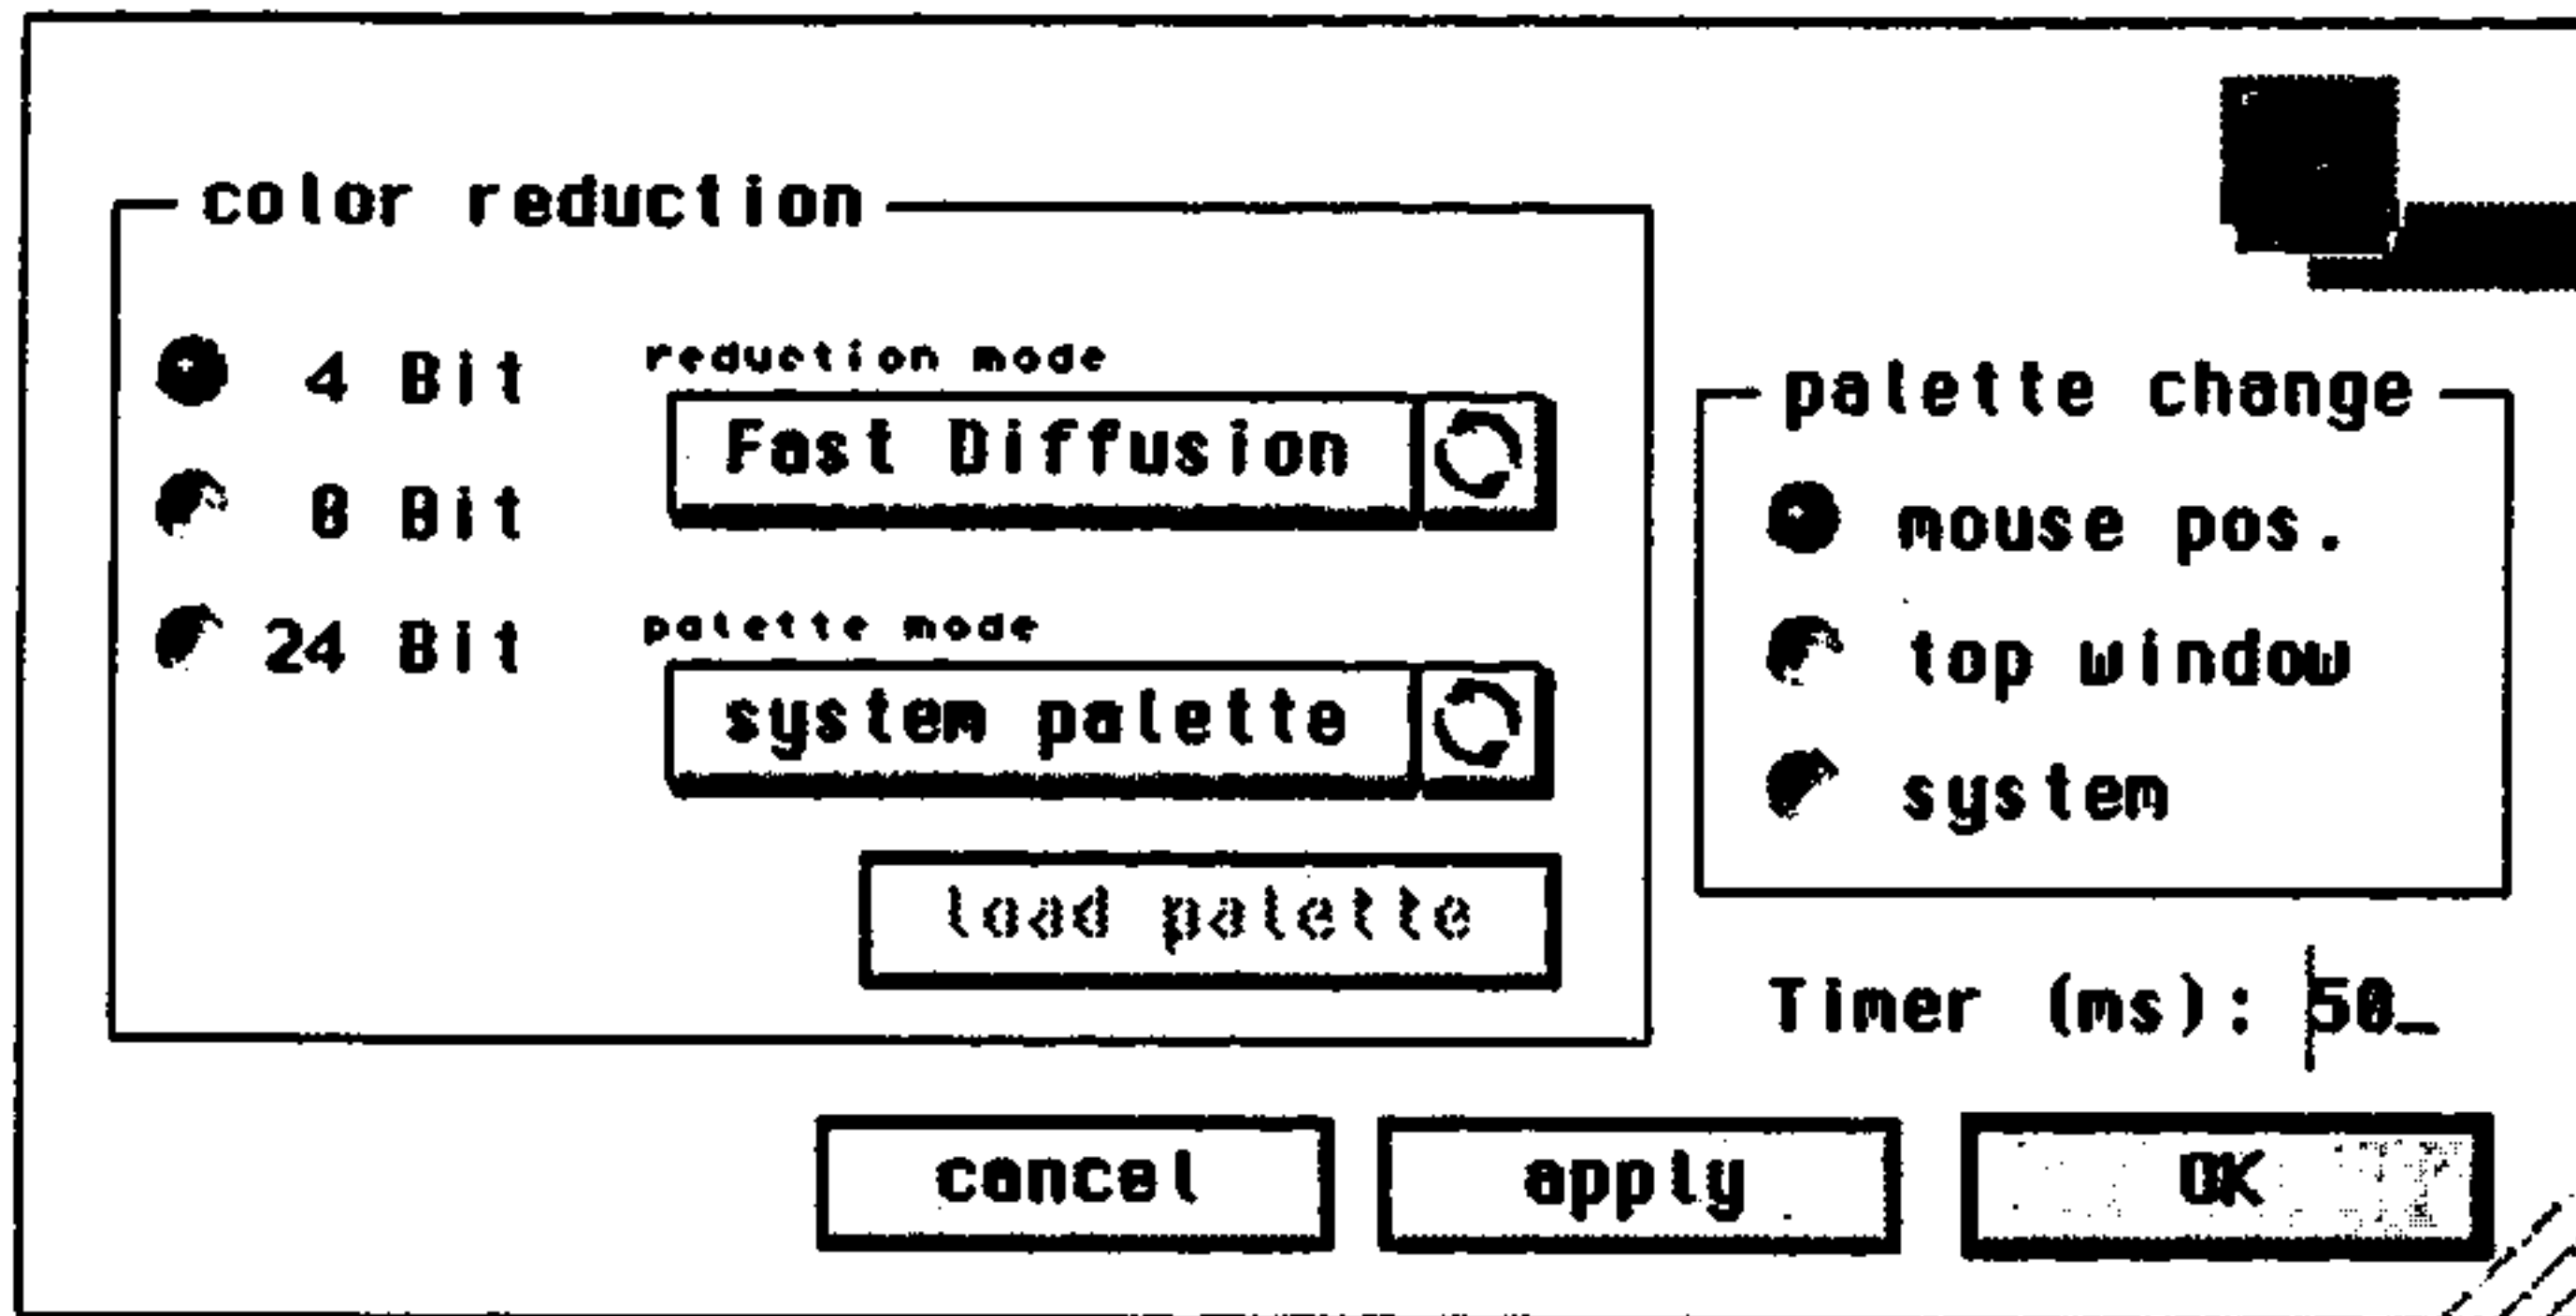 color reduction
4 Bit
8 Bit
24 Bit
reduction mode
Fast Diffusion
palette mode
system palette
load palette
palette change
mouse pos.
top window
system
Timer (ms): 50_
cancel
apply
OK